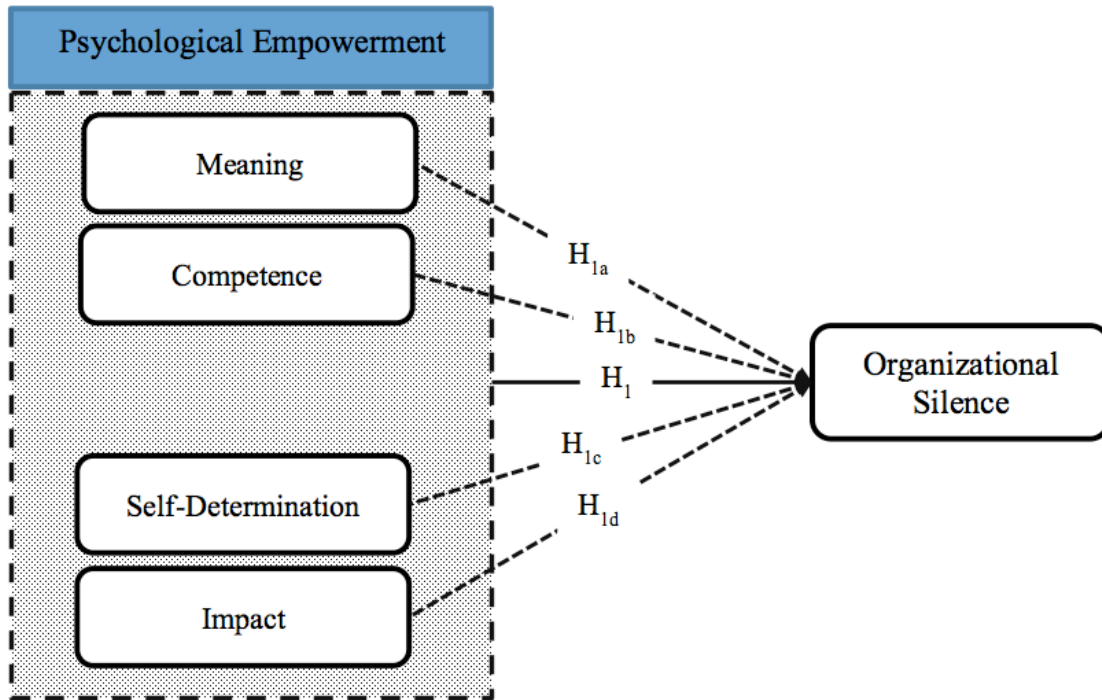 Psychological Empowerment
Meaning
Competence
H1a
H1b
H1
H1c
H1d
Organizational
Silence
Self-Determination
Impact